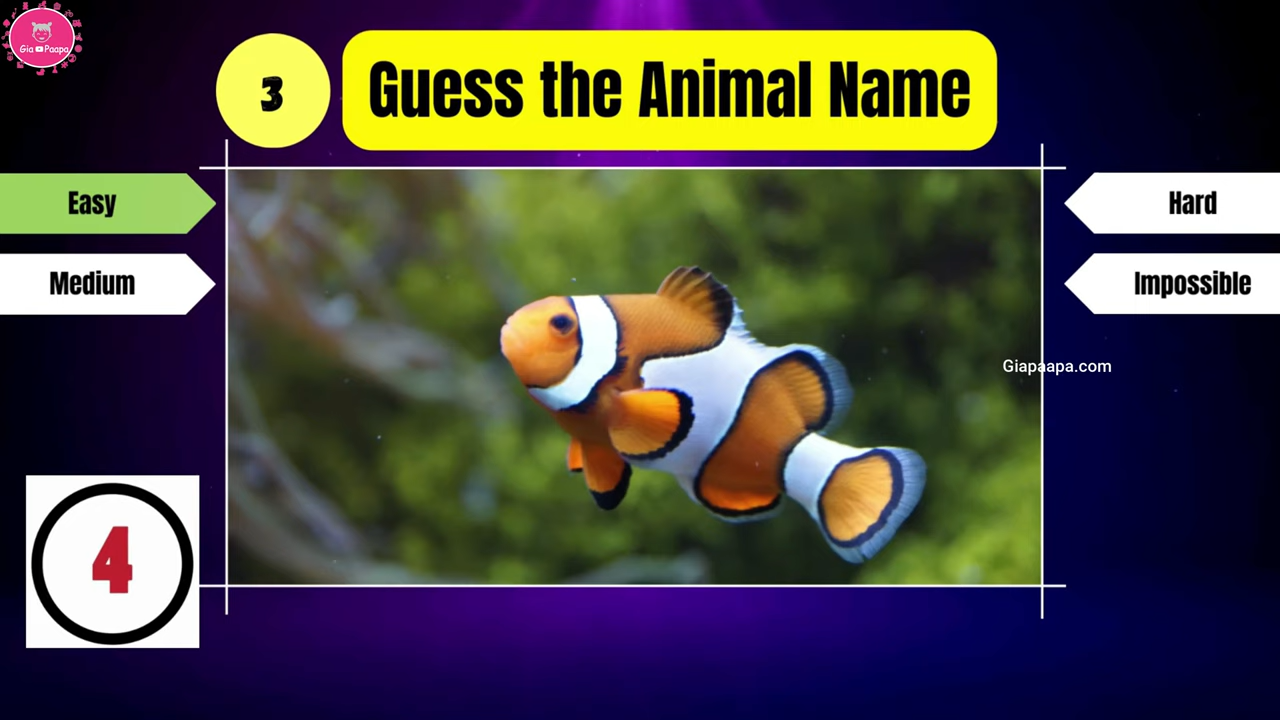 Gia Paapa
3
Guess the Animal Name
Easy
Hard
Medium
Impossible
Giapaapa.com
4